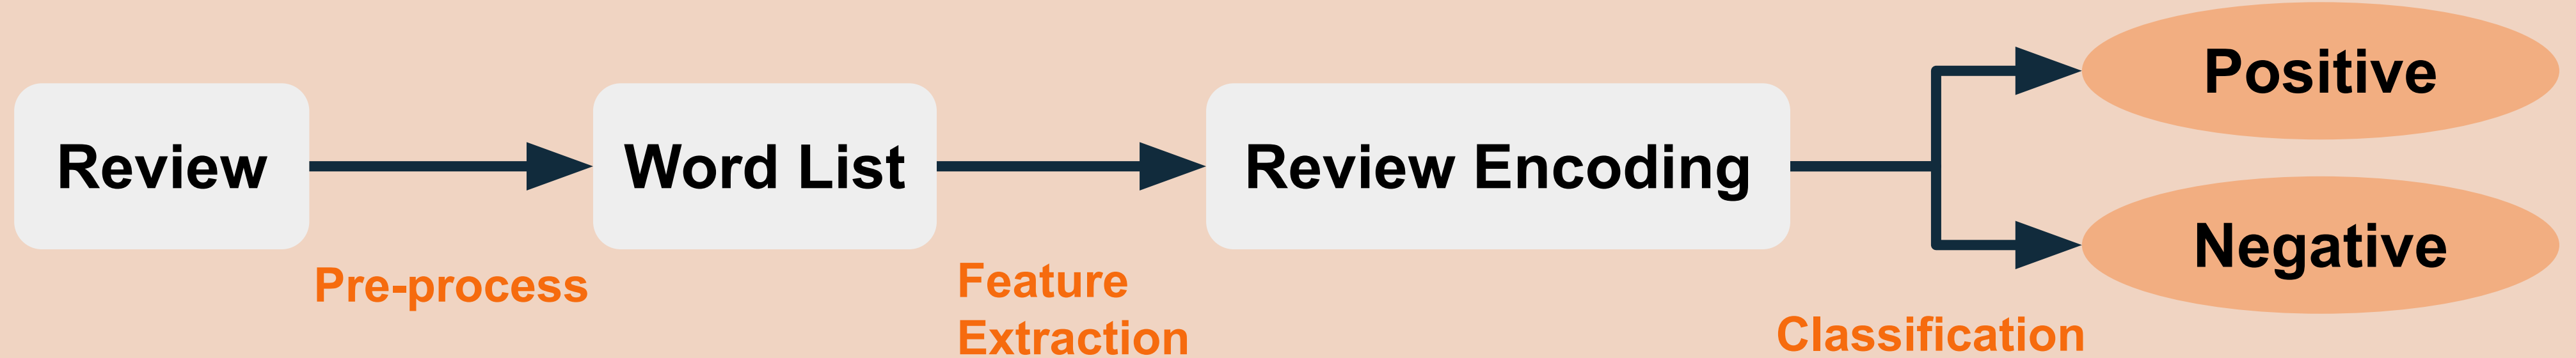 Review
Pre-process
Word List
Feature
Extraction
Review Encoding
Classification
Positive
Negative